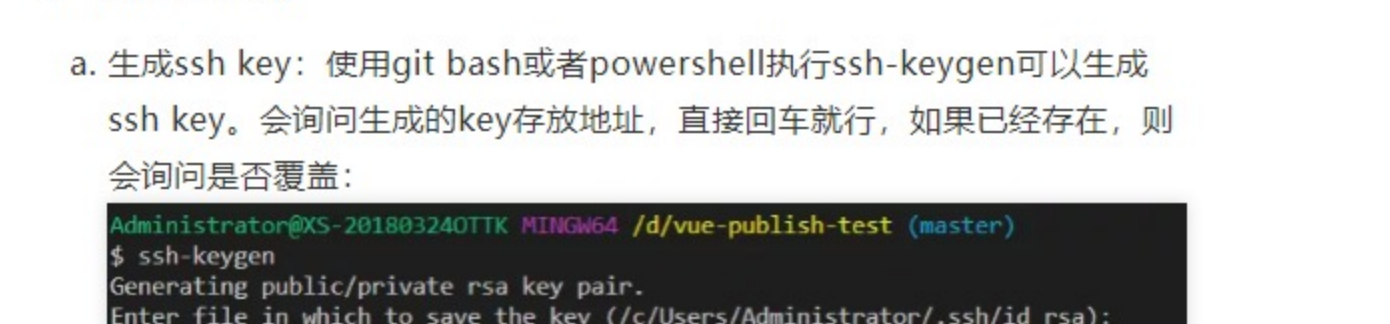 a. 生成ssh key：使用git bash或者powershell执行ssh-keygen可以生成
ssh key。会询问生成的key存放地址，直接回车就行，如果已经存在，则
会询问是否覆盖：
Administrator@XS-20180324OTTK MINGW64 /d/vue-publish-test (master)
$ ssh-keygen
Generating public/private rsa key pair.
Enter file in which to save the key (/c/Users/Administrator/.ssh/id_rsa):